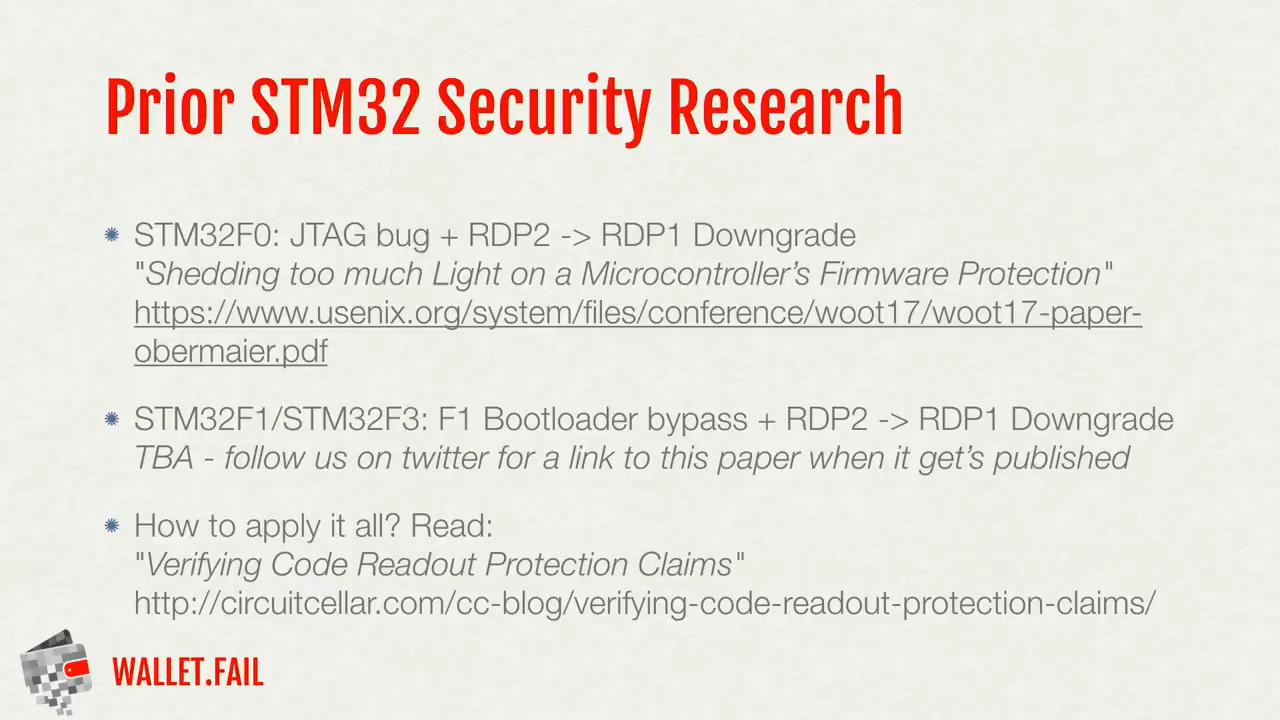 Prior STM32 Security Research
STM32F0: JTAG bug + RDP2 -> RDP1 Downgrade
"Shedding too much Light on a Microcontroller’s Firmware Protection"
https://www.usenix.org/system/files/conference/woot17/woot17-paper-
obermaier.pdf
STM32F1/STM32F3: F1 Bootloader bypass + RDP2 -> RDP1 Downgrade
TBA - follow us on twitter for a link to this paper when it get’s published
How to apply it all? Read:
"Verifying Code Readout Protection Claims"
http://circuitcellar.com/cc-blog/verifying-code-readout-protection-claims/
WALLET.FAIL